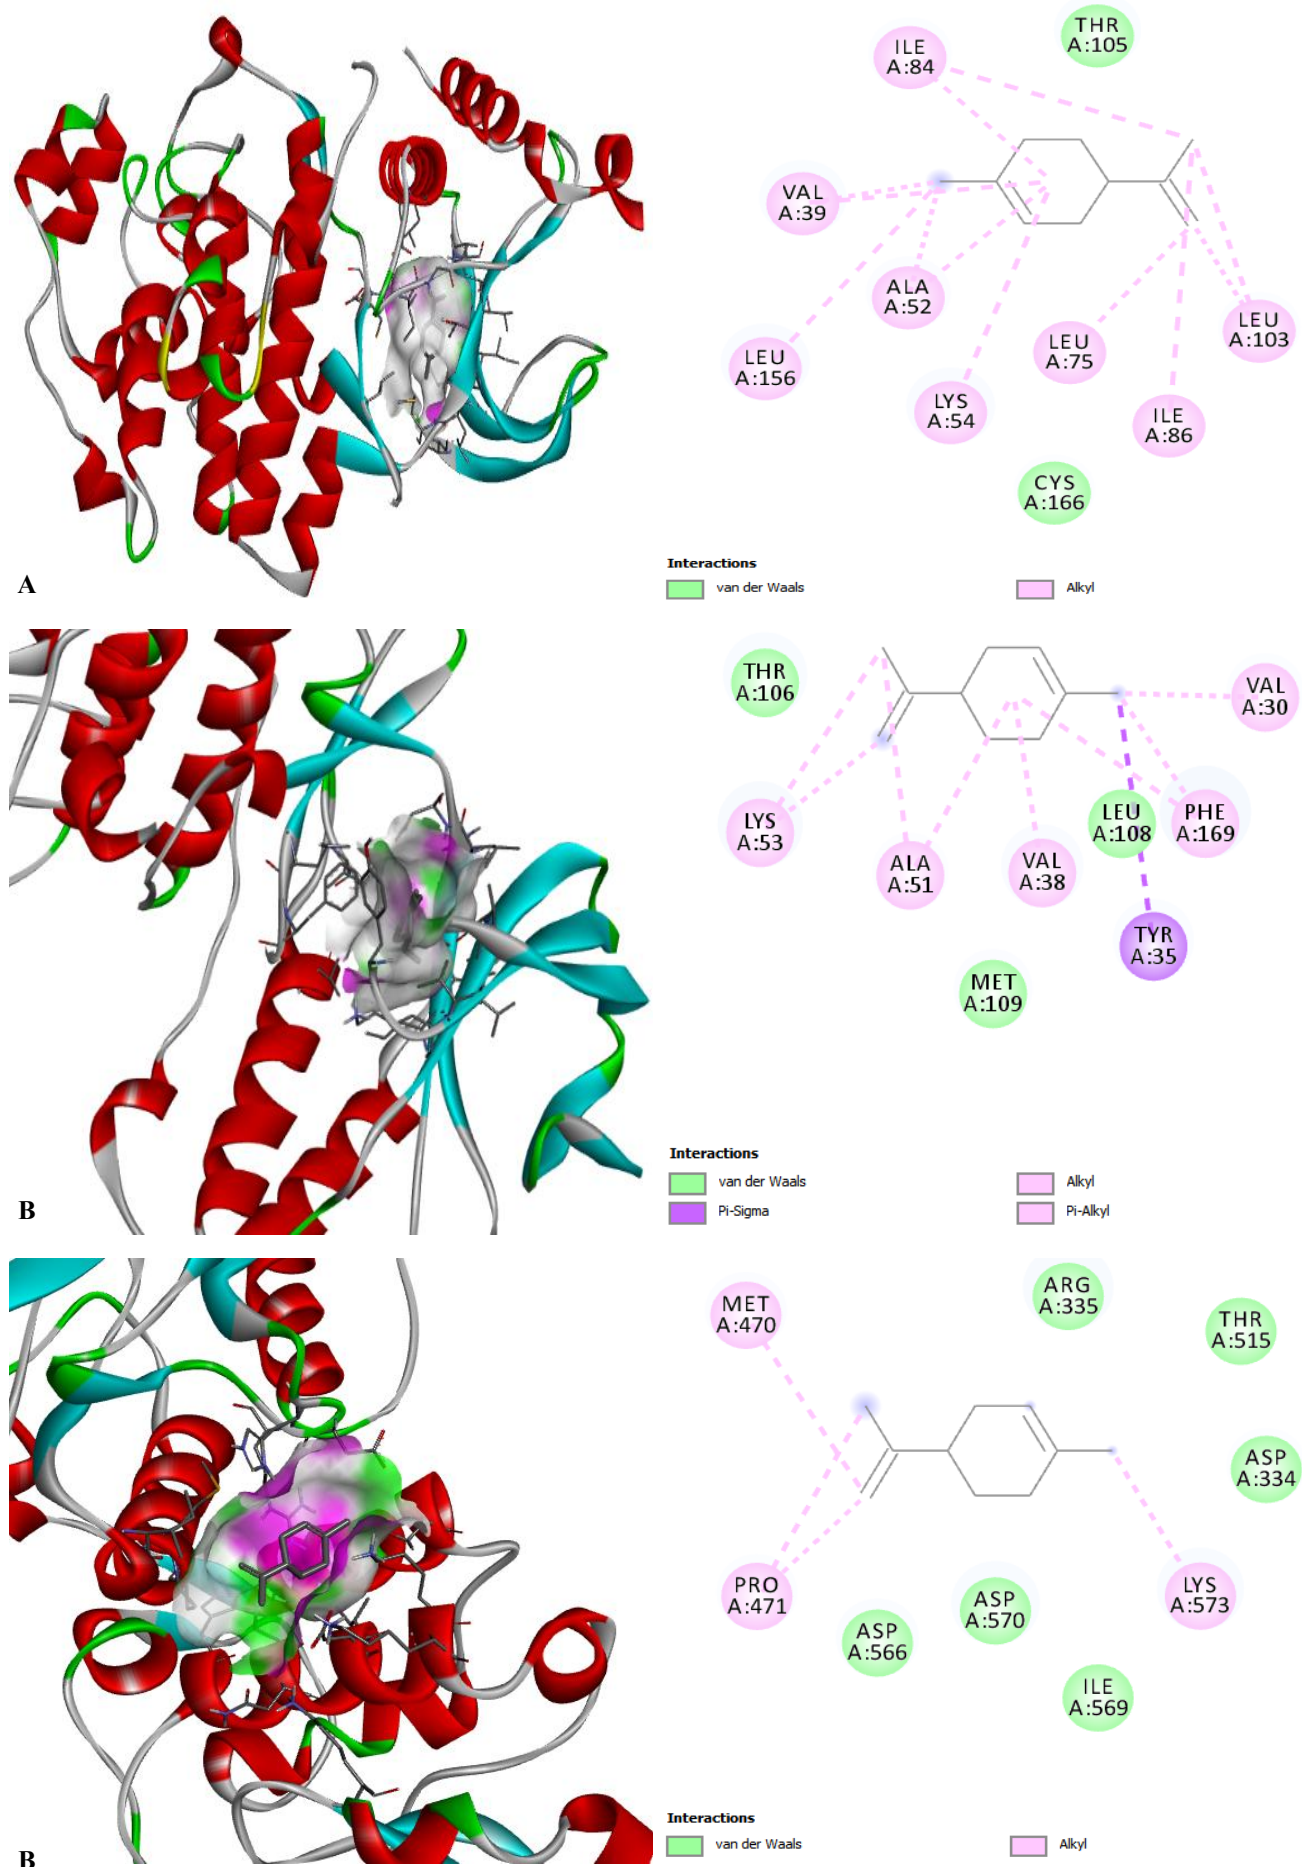 THR
A:105
ILE
A:84
VAL
A:39
ALA
A:52
LEU
A:103
LEU
A:75
LEU
A:156
LYS
A:54
ILE
A:86
CYS
A:166
A
Interactions
van der Waals
Alkyl
THR
A:106
VAL
A:30
LYS
A:53
LEU
A:108
PHE
A:169
ALA
A:51
VAL
A:38
TYR
A:35
MET
A:109
B
Interactions
van der Waals
Alkyl
Pi-Sigma
Pi-Alkyl
ARG
A:335
MET
A:470
THR
A:515
ASP
A:334
PRO
A:471
ASP
A:570
LYS
A:573
ASP
A:566
ILE
A:569
Interactions
van der Waals
Alkyl
B